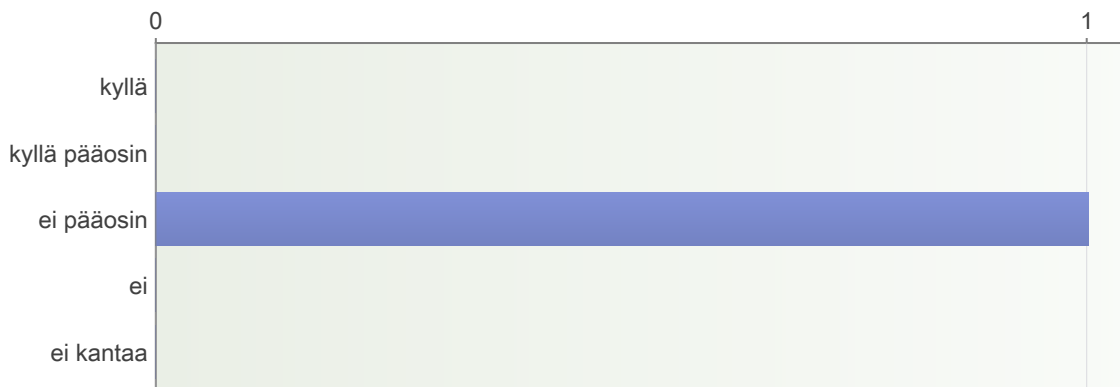 0 1
kyllä
kyllä pääosin
ei pääosin
ei
ei kantaa